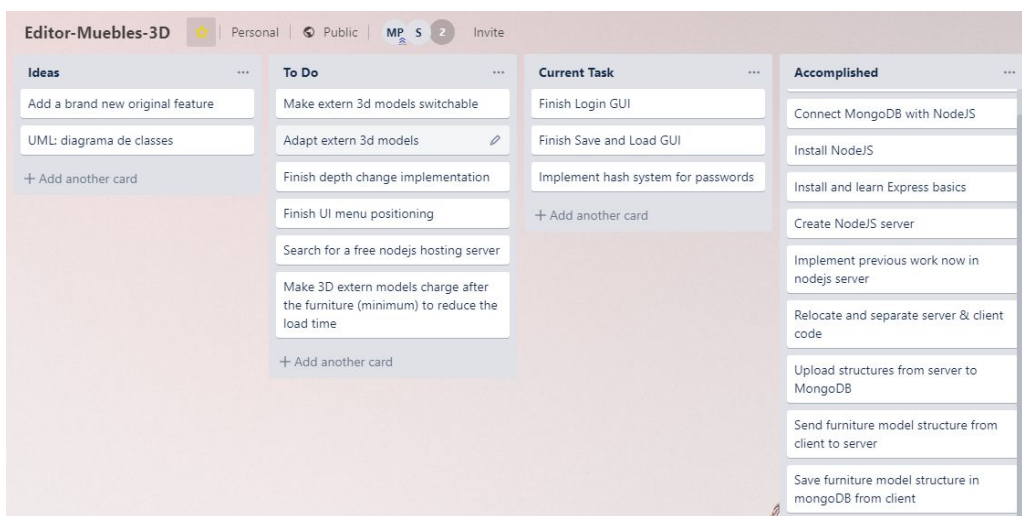 Editor-Muebles-3D
Personal
Public
MP
S
2
Invite
Ideas
Add a brand new original feature
UML: diagrama de classes
+ Add another card
To Do
Make extern 3d models switchable
Adapt extern 3d models
Finish depth change implementation
Finish UI menu positioning
Search for a free nodejs hosting server
Make 3D extern models charge after
the furniture (minimum) to reduce the
load time
+ Add another card
Current Task
Finish Login GUI
Finish Save and Load GUI
Implement hash system for passwords
+ Add another card
Accomplished
Connect MongoDB with NodeJS
Install NodeJS
Install and learn Express basics
Create NodeJS server
Implement previous work now in
nodejs server
Relocate and separate server & client
code
Upload structures from server to
MongoDB
Send furniture model structure from
client to server
Save furniture model structure in
mongoDB from client